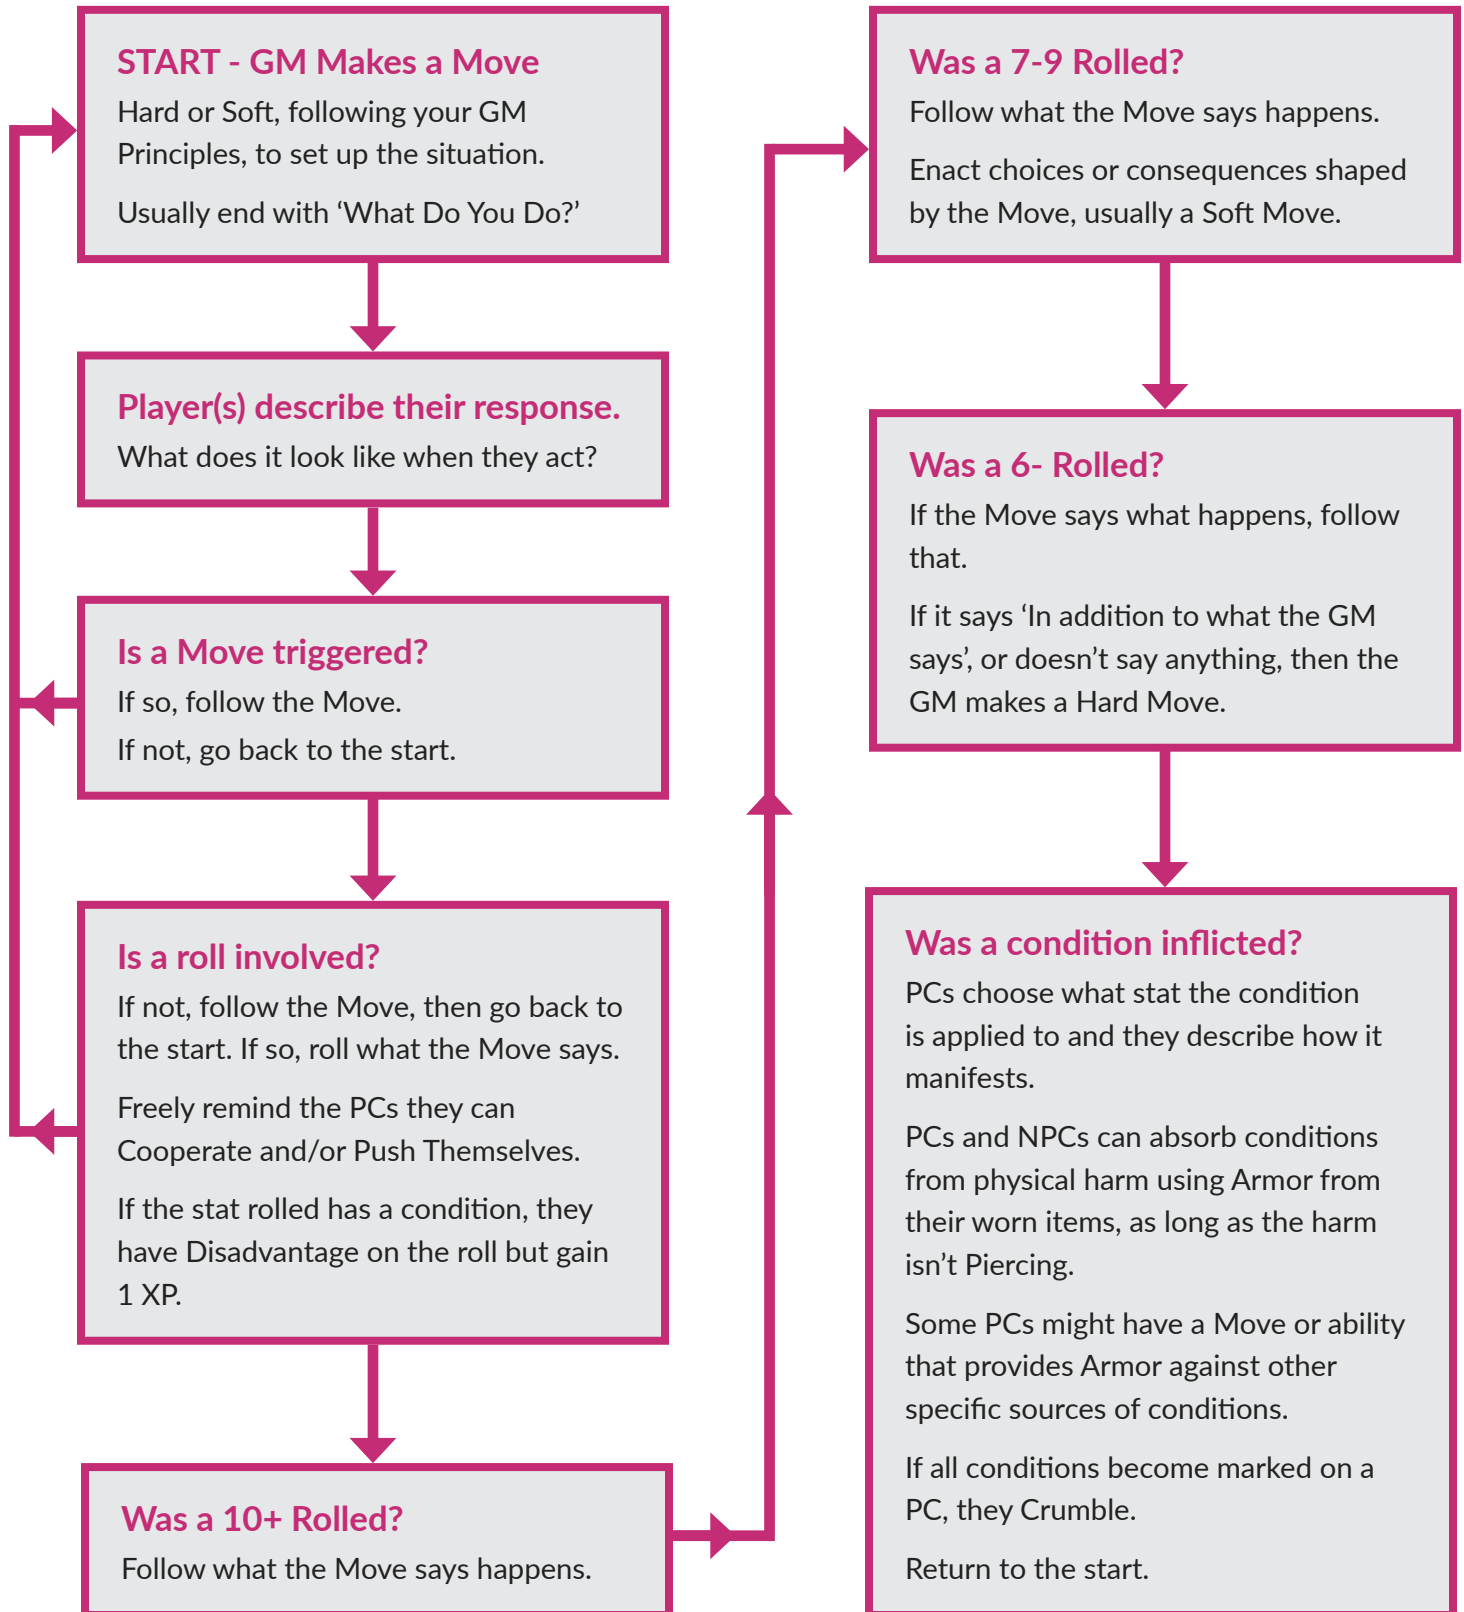 START - GM Makes a Move
Hard or Soft, following your GM
Principles, to set up the situation.
Usually end with ‘What Do You Do?’
Player(s) describe their response.
What does it look like when they act?
Is a Move triggered?
If so, follow the Move.
If not, go back to the start.
Is a roll involved?
If not, follow the Move, then go back to
the start. If so, roll what the Move says.
Freely remind the PCs they can
Cooperate and/or Push Themselves.
If the stat rolled has a condition, they
have Disadvantage on the roll but gain
1 XP.
Was a 10+ Rolled?
Follow what the Move says happens.
Was a 7-9 Rolled?
Follow what the Move says happens.
Enact choices or consequences shaped
by the Move, usually a Soft Move.
Was a 6- Rolled?
If the Move says what happens, follow
that.
If it says ‘In addition to what the GM
says’, or doesn’t say anything, then the
GM makes a Hard Move.
Was a condition inflicted?
PCs choose what stat the condition
is applied to and they describe how it
manifests.
PCs and NPCs can absorb conditions
from physical harm using Armor from
their worn items, as long as the harm
isn’t Piercing.
Some PCs might have a Move or ability
that provides Armor against other
specific sources of conditions.
If all conditions become marked on a
PC, they Crumble.
Return to the start.